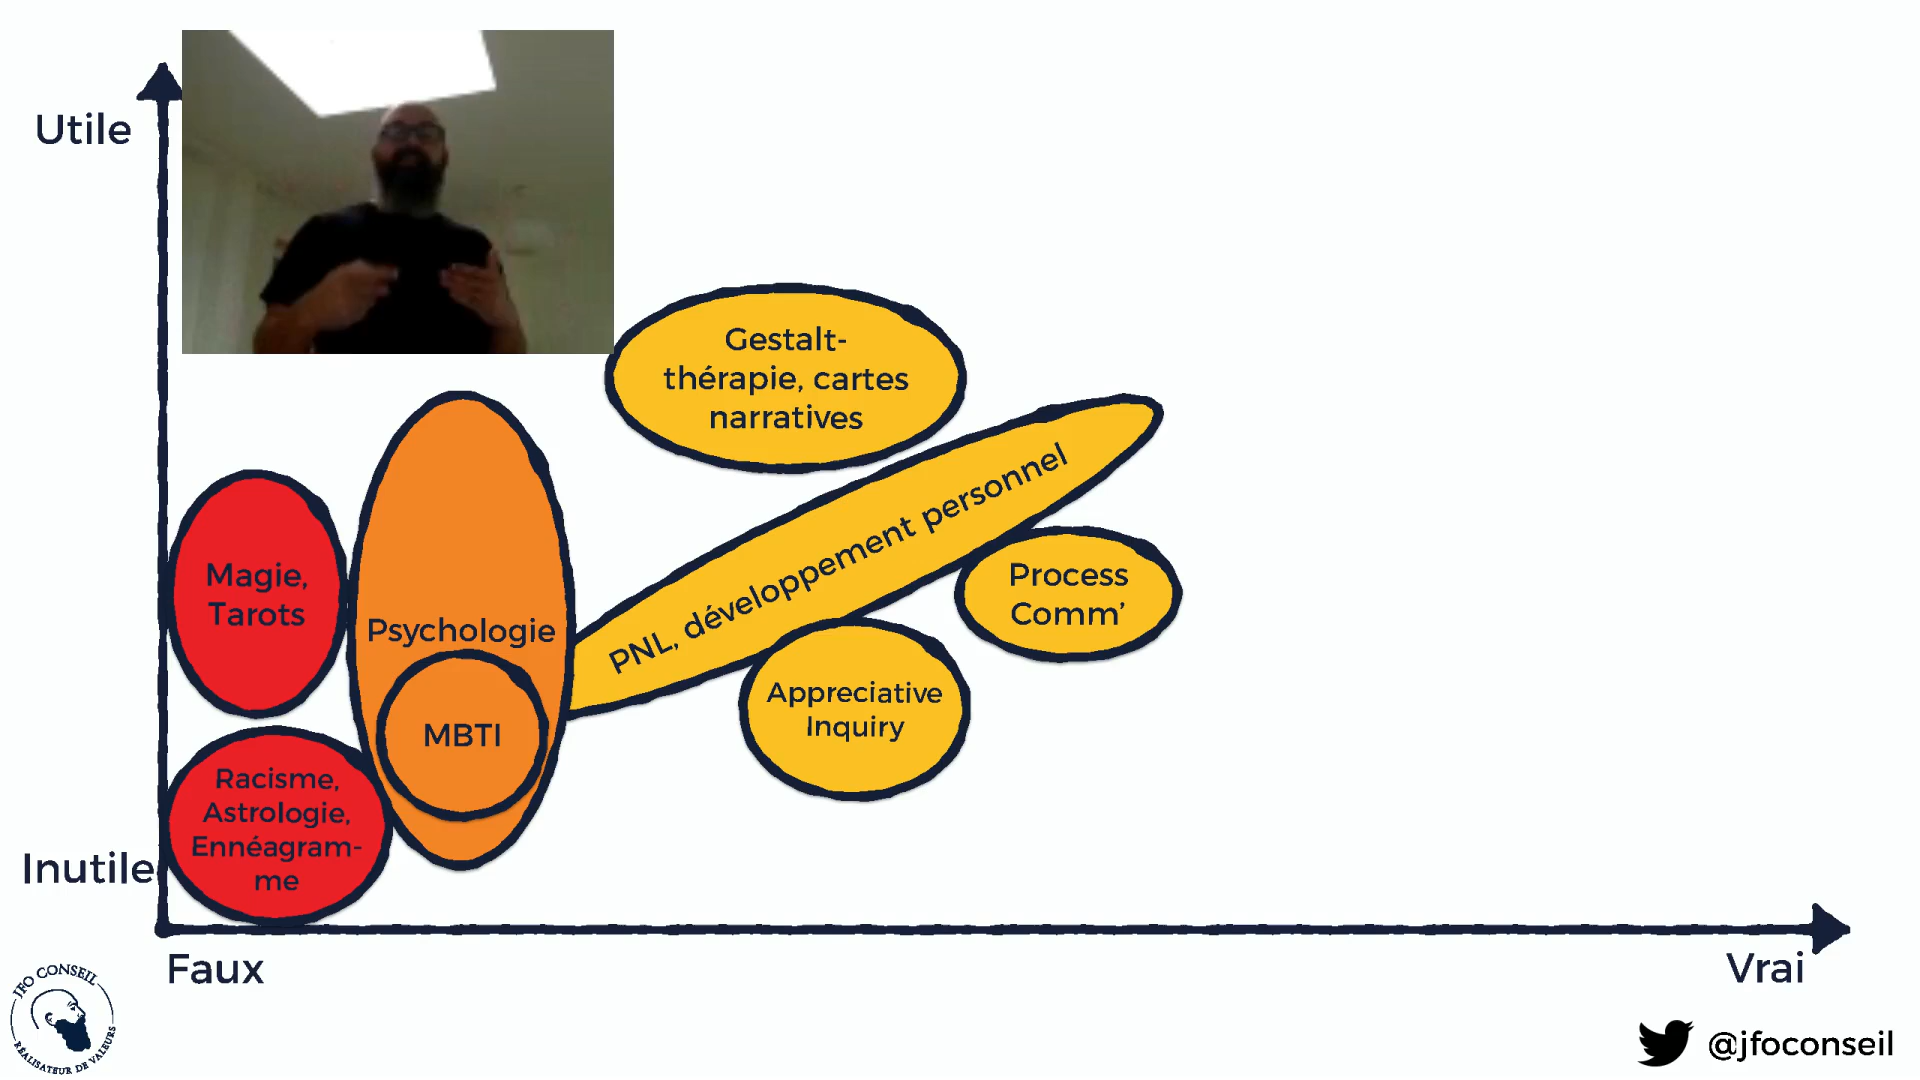 Utile
Gestalt-
thérapie, cartes
narratives
PNL, développement personnel
Magie,
Tarots
Psychologie
Process
Comm’
MBTI
Appreciative
Inquiry
Racisme,
Astrologie,
Ennéagram-
me
Inutile
Faux
Vrai
JFO CONSEIL
RÉALISATEUR DE VALEURS
@jfoconseil